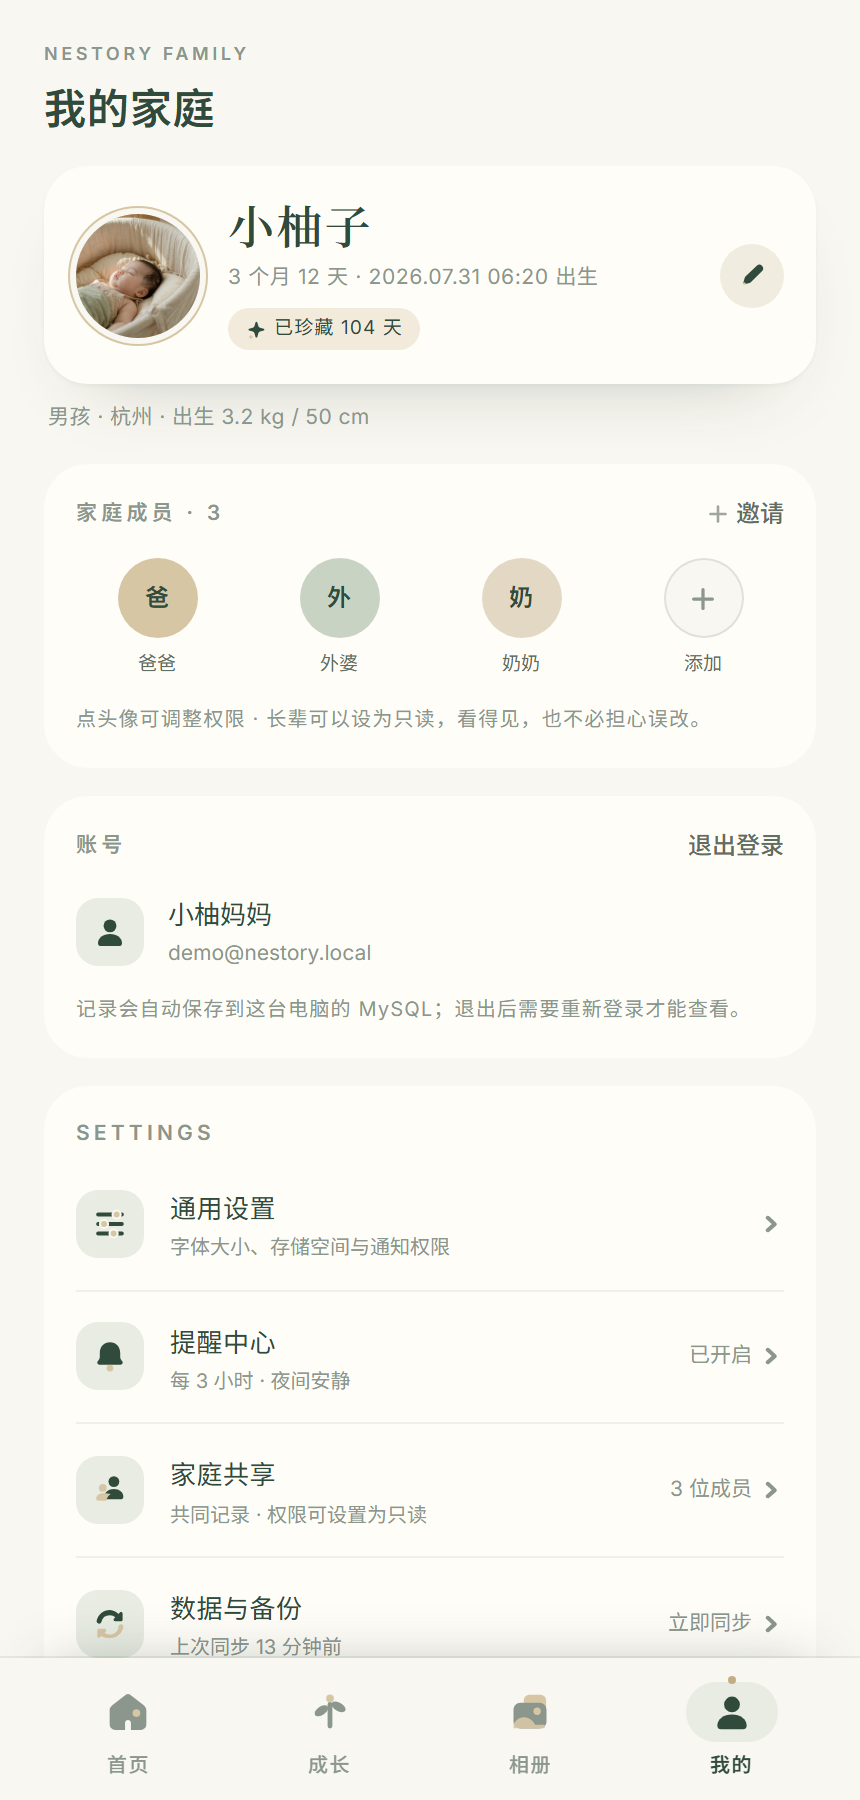 NESTORY FAMILY
我的家庭
小柚子
3 个月 12 天 · 2026.07.31 06:20 出生
已珍藏 104 天
男孩 · 杭州 · 出生 3.2 kg / 50 cm
家庭成员 · 3
+ 邀请
爸 外 奶 +
爸爸 外婆 奶奶 添加
点头像可调整权限 · 长辈可以设为只读，看得见，也不必担心误改。
账号
退出登录
小柚妈妈
demo@nestory.local
记录会自动保存到这台电脑的 MySQL；退出后需要重新登录才能查看。
SETTINGS
通用设置
字体大小、存储空间与通知权限
提醒中心
每 3 小时 · 夜间安静
已开启
家庭共享
共同记录 · 权限可设置为只读
3 位成员
数据与备份
上次同步 13 分钟前
立即同步
首页 成长 相册 我的